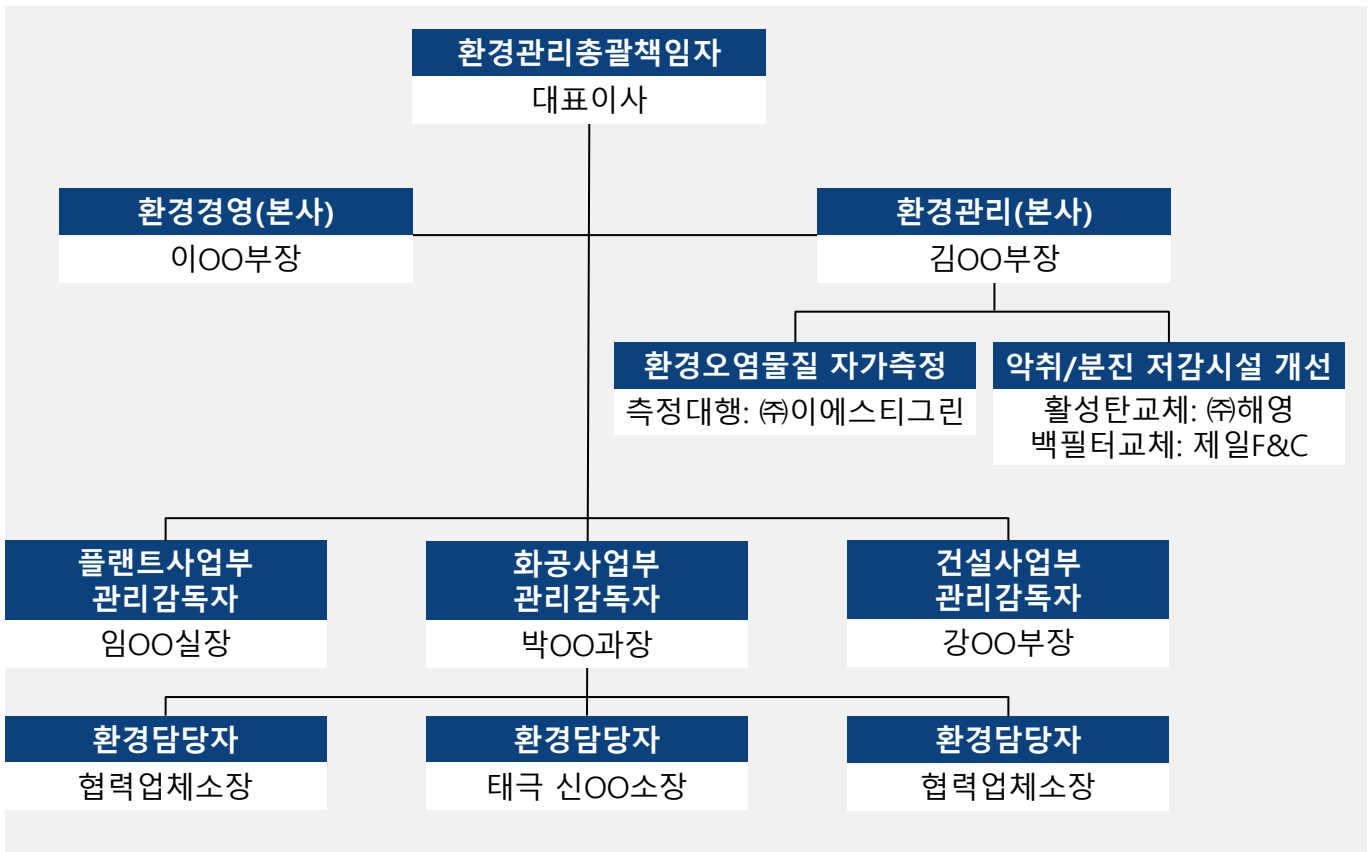 환경관리총괄책임자
대표이사
환경경영(본사)
이OO부장
환경관리(본사)
김OO부장
환경오염물질 자가측정
측정대행: ㈜이에스티그린
악취/분진 저감시설 개선
활성탄교체: ㈜해영
백필터교체: 제일F&C
플랜트사업부
관리감독자
임OO실장
화공사업부
관리감독자
박OO과장
건설사업부
관리감독자
강OO부장
환경담당자
협력업체소장
환경담당자
태극 신OO소장
환경담당자
협력업체소장